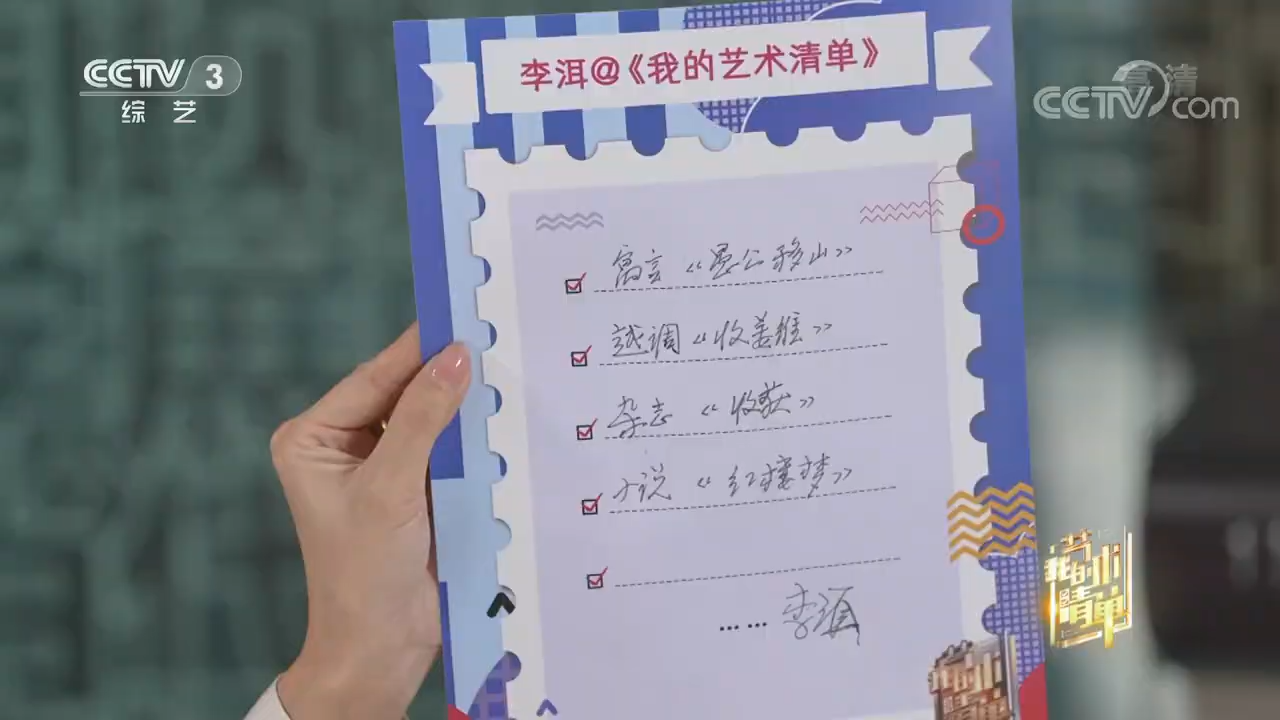 CCTV 3
综艺
高清
CCTV.com
李洱@《我的艺术清单》
寓言《愚公移山》
越调《收姜维》
杂志《收获》
小说《红楼梦》
…… 李洱
我的艺术清单